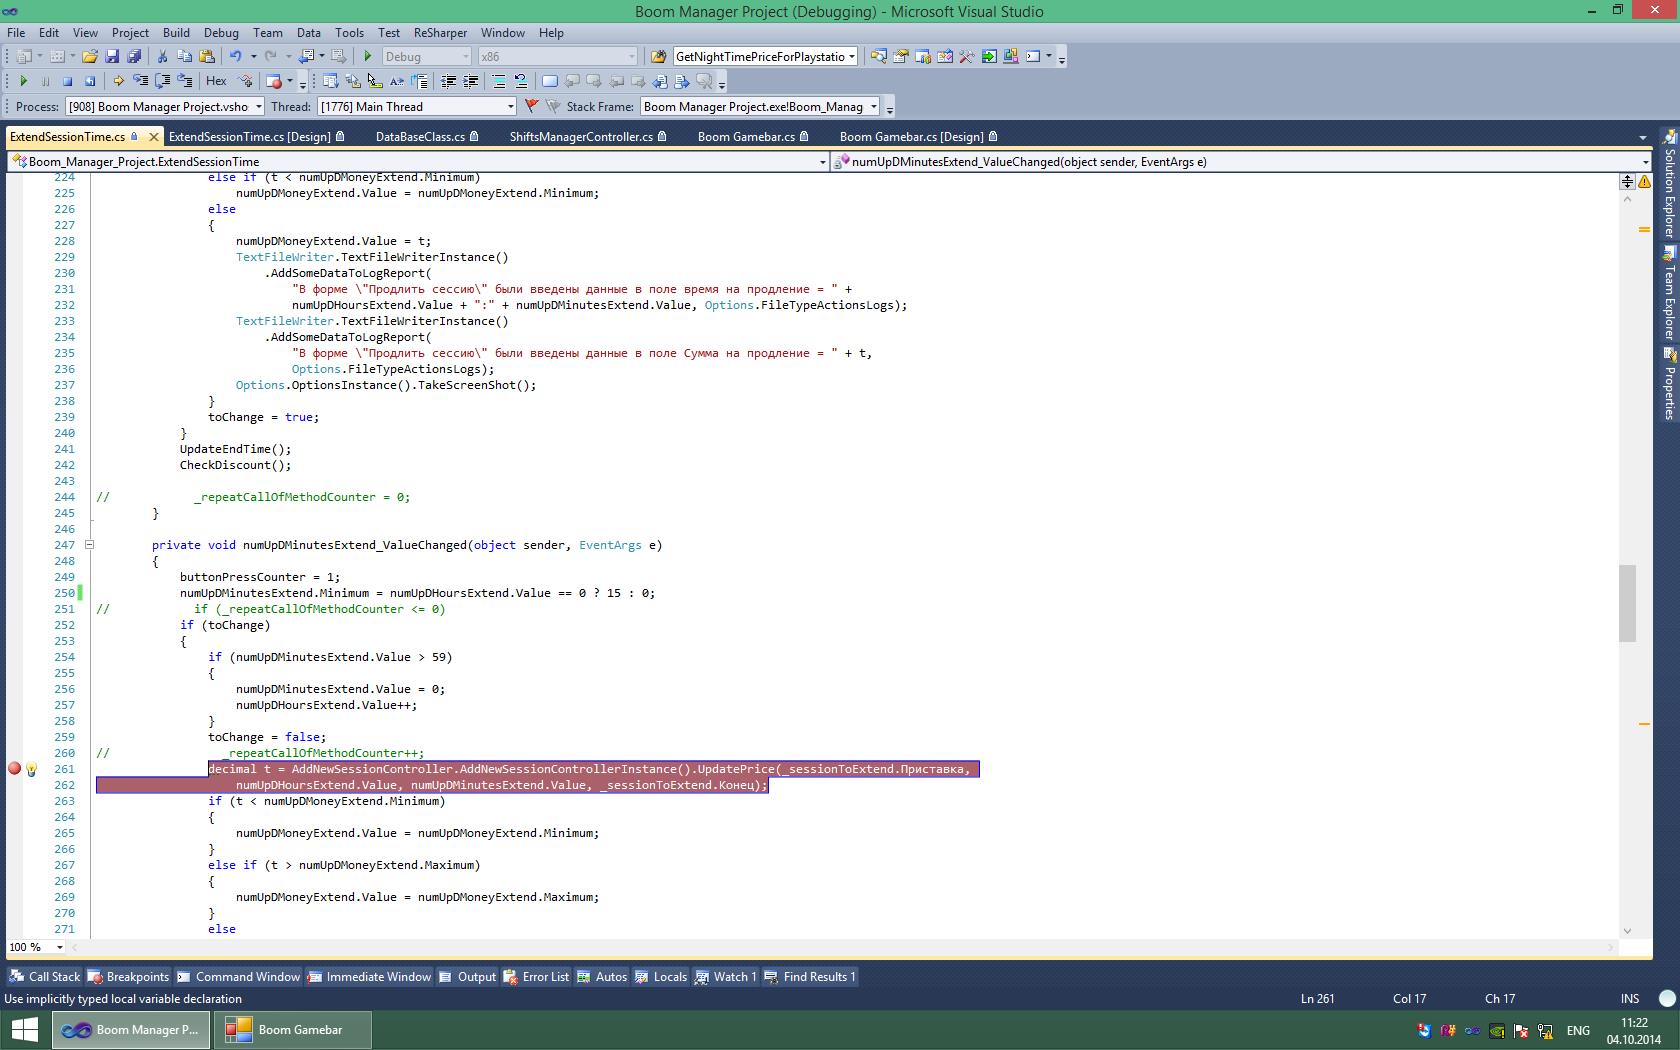 Boom Manager Project (Debugging) - Microsoft Visual Studio
File Edit View Project Build Debug Team Data Tools Test ReSharper Window Help
Debug x86 GetNightTimePriceForPlaystatio
Hex
Process: [908] Boom Manager Project.vsho Thread: [1776] Main Thread Stack Frame: Boom Manager Project.exe!Boom_Manag
ExtendSessionTime.cs ExtendSessionTime.cs [Design] DataBaseClass.cs ShiftsManagerController.cs Boom Gamebar.cs Boom Gamebar.cs [Design]
Boom_Manager_Project.ExtendSessionTime numUpDMinutesExtend_ValueChanged(object sender, EventArgs e)
224 else if (t < numUpDMoneyExtend.Minimum)
225 numUpDMoneyExtend.Value = numUpDMoneyExtend.Minimum;
226 else
227 {
228 numUpDMoneyExtend.Value = t;
229 TextFileWriter.TextFileWriterInstance()
230 .AddSomeDataToLogReport(
231 "В форме \"Продлить сессию\" были введены данные в поле время на продление = " +
232 numUpDHoursExtend.Value + ":" + numUpDMinutesExtend.Value, Options.FileTypeActionsLogs);
233 TextFileWriter.TextFileWriterInstance()
234 .AddSomeDataToLogReport(
235 "В форме \"Продлить сессию\" были введены данные в поле Сумма на продление = " + t,
236 Options.FileTypeActionsLogs);
237 Options.OptionsInstance().TakeScreenShot();
238 }
239 toChange = true;
240 }
241 UpdateEndTime();
242 CheckDiscount();
243
244 // _repeatCallOfMethodCounter = 0;
245 }
246
247 private void numUpDMinutesExtend_ValueChanged(object sender, EventArgs e)
248 {
249 buttonPressCounter = 1;
250 numUpDMinutesExtend.Minimum = numUpDHoursExtend.Value == 0 ? 15 : 0;
251 // if (_repeatCallOfMethodCounter <= 0)
252 if (toChange)
253 {
254 if (numUpDMinutesExtend.Value > 59)
255 {
256 numUpDMinutesExtend.Value = 0;
257 numUpDHoursExtend.Value++;
258 }
259 toChange = false;
260 // _repeatCallOfMethodCounter++;
261 decimal t = AddNewSessionController.AddNewSessionControllerInstance().UpdatePrice(_sessionToExtend.Приставка,
262 numUpDHoursExtend.Value, numUpDMinutesExtend.Value, _sessionToExtend.Конец);
263 if (t < numUpDMoneyExtend.Minimum)
264 {
265 numUpDMoneyExtend.Value = numUpDMoneyExtend.Minimum;
266 }
267 else if (t > numUpDMoneyExtend.Maximum)
268 {
269 numUpDMoneyExtend.Value = numUpDMoneyExtend.Maximum;
270 }
271 else
Solution Explorer
Team Explorer
Properties
100 %
Call Stack Breakpoints Command Window Immediate Window Output Error List Autos Locals Watch 1 Find Results 1
Use implicitly typed local variable declaration Ln 261 Col 17 Ch 17 INS
Boom Manager P... Boom Gamebar ENG 11:22
04.10.2014